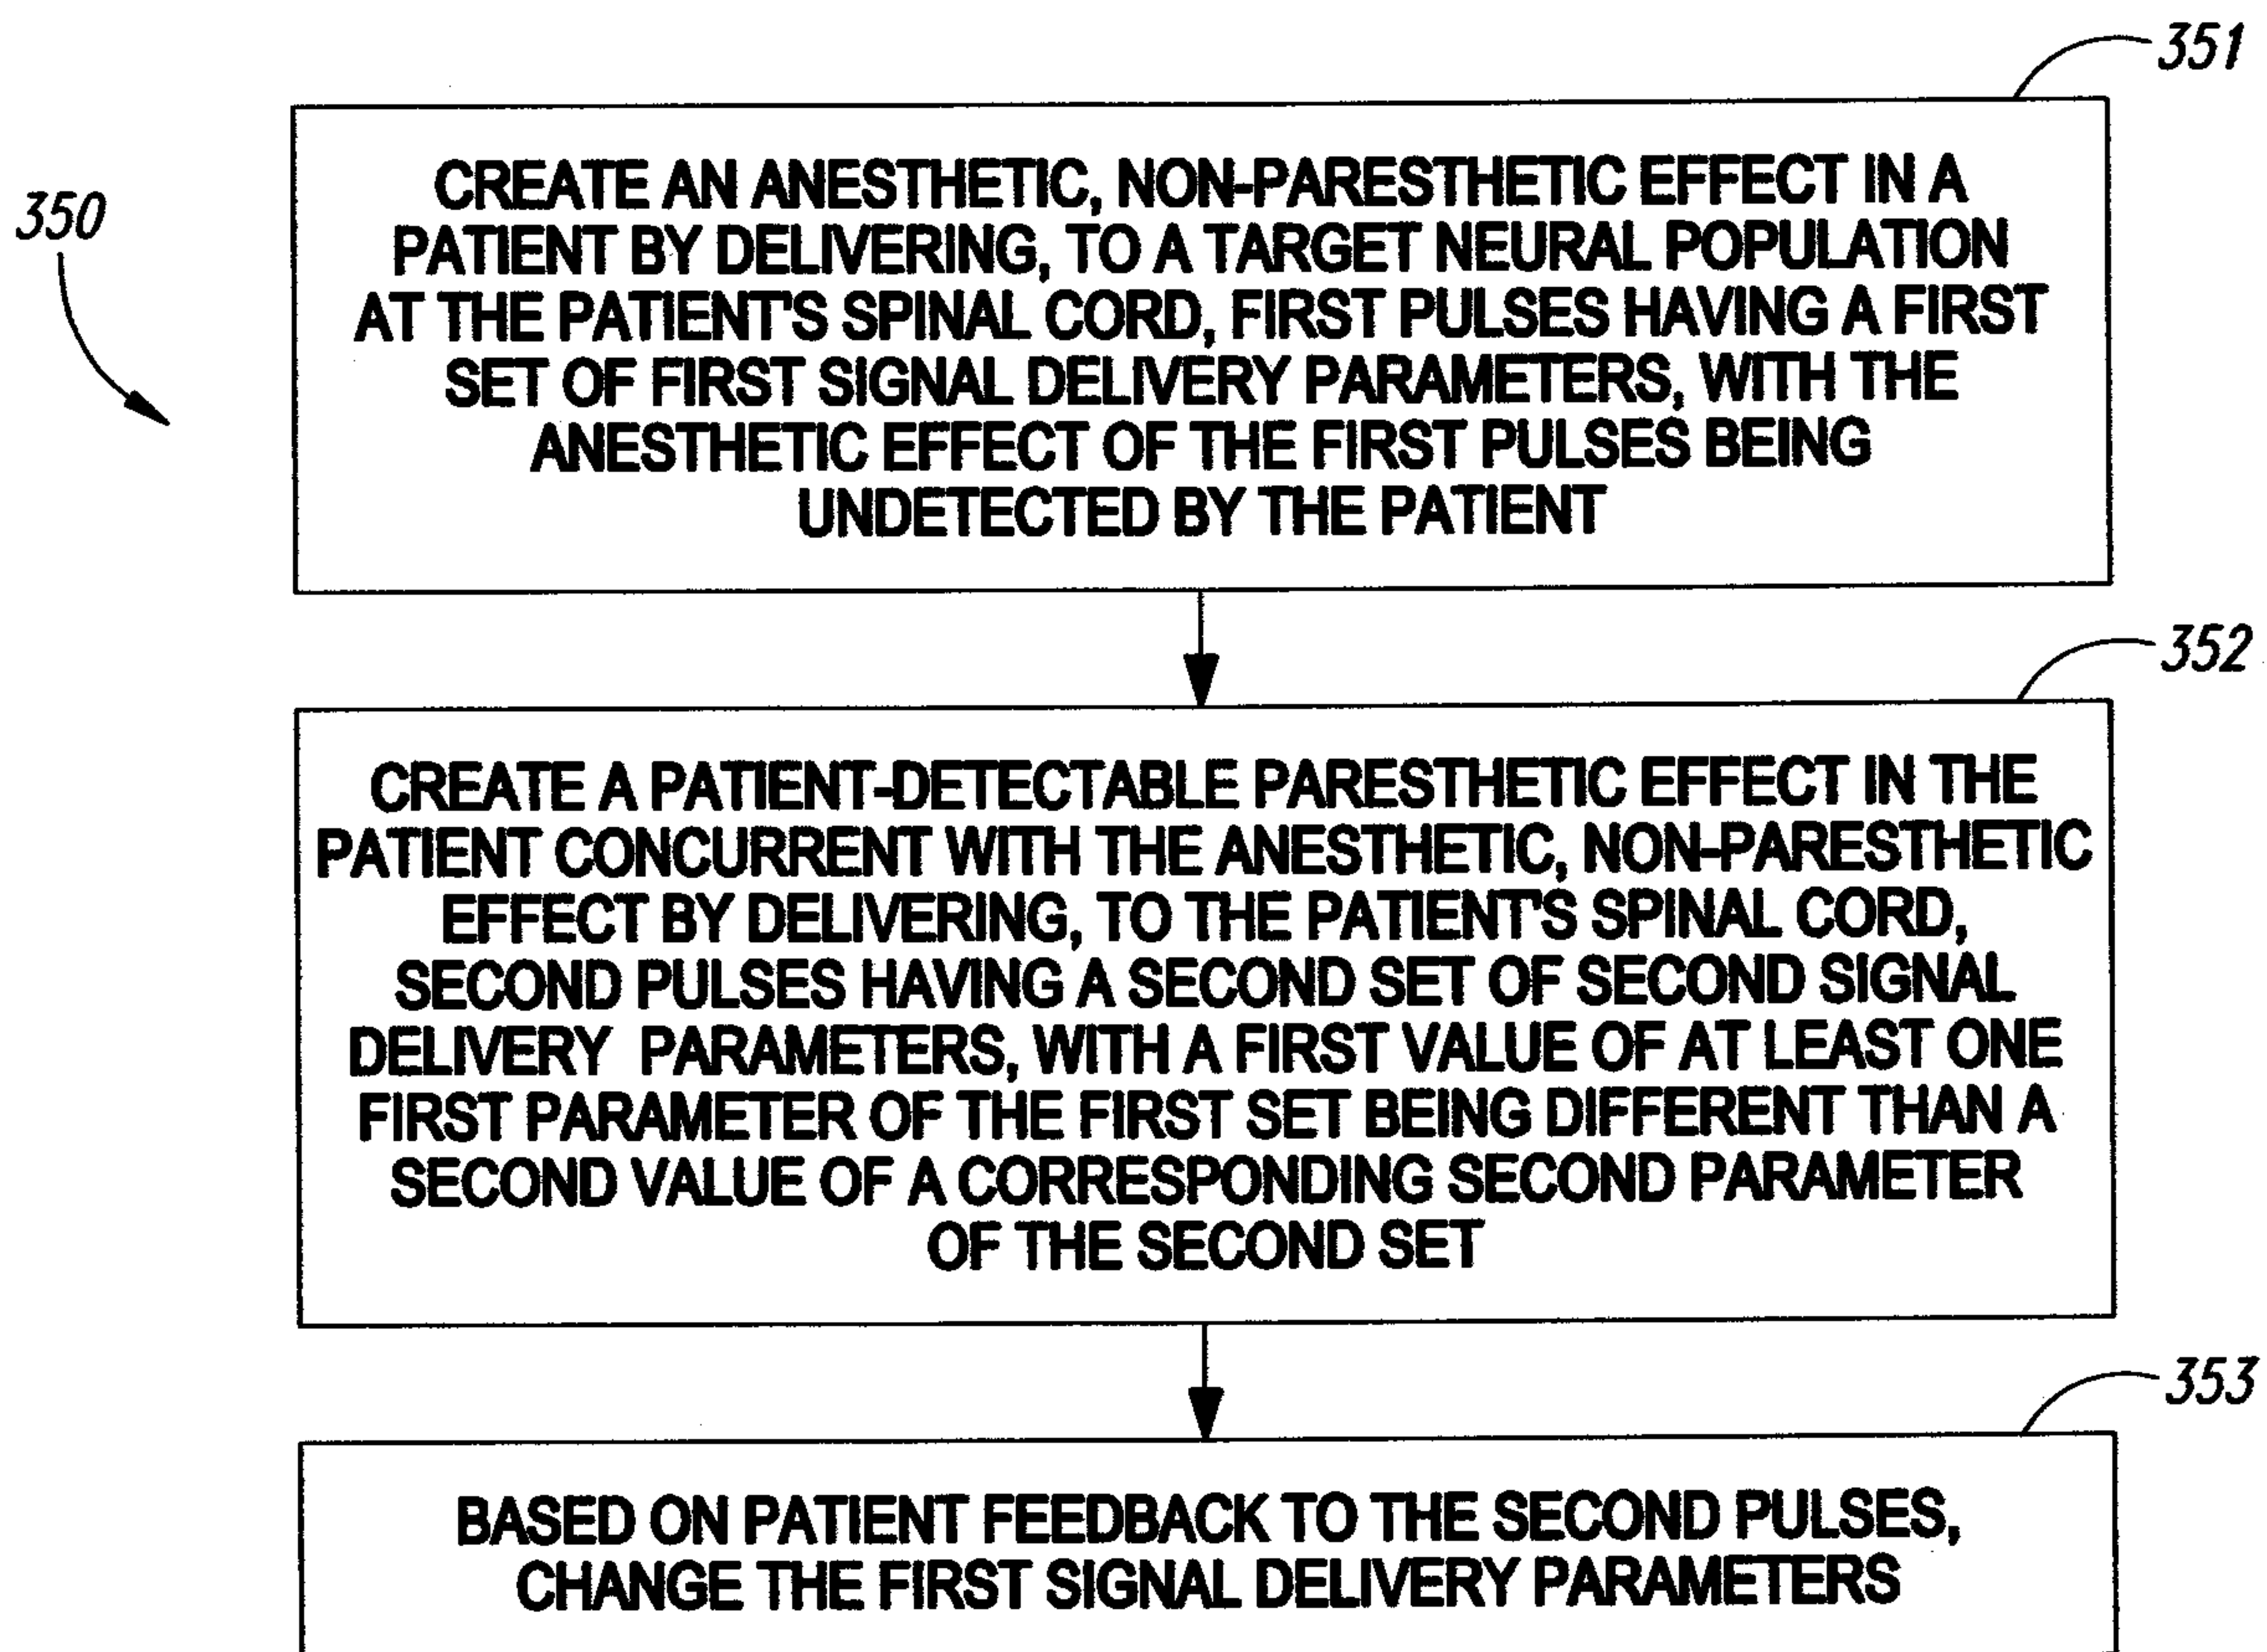 351
350
CREATE AN ANESTHETIC, NON-PARESTHETIC EFFECT IN A
PATIENT BY DELIVERING, TO A TARGET NEURAL POPULATION
AT THE PATIENT'S SPINAL CORD, FIRST PULSES HAVING A FIRST
SET OF FIRST SIGNAL DELIVERY PARAMETERS, WITH THE
ANESTHETIC EFFECT OF THE FIRST PULSES BEING
UNDETECTED BY THE PATIENT
352
CREATE A PATIENT-DETECTABLE PARESTHETIC EFFECT IN THE
PATIENT CONCURRENT WITH THE ANESTHETIC, NON-PARESTHETIC
EFFECT BY DELIVERING, TO THE PATIENT'S SPINAL CORD,
SECOND PULSES HAVING A SECOND SET OF SECOND SIGNAL
DELIVERY PARAMETERS, WITH A FIRST VALUE OF AT LEAST ONE
FIRST PARAMETER OF THE FIRST SET BEING DIFFERENT THAN A
SECOND VALUE OF A CORRESPONDING SECOND PARAMETER
OF THE SECOND SET
353
BASED ON PATIENT FEEDBACK TO THE SECOND PULSES,
CHANGE THE FIRST SIGNAL DELIVERY PARAMETERS